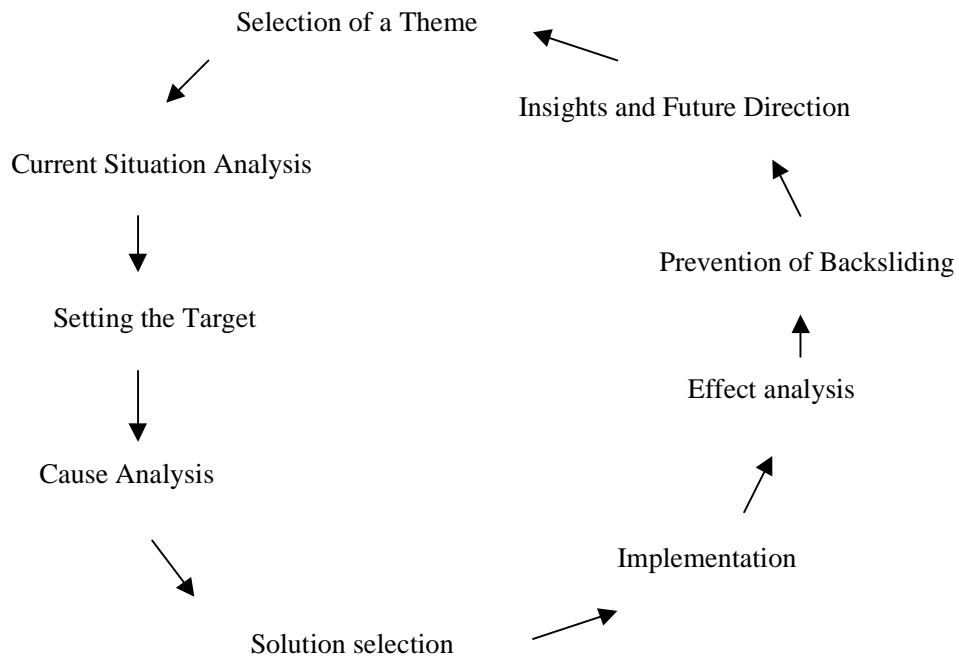 Selection of a Theme
Insights and Future Direction
Current Situation Analysis
Prevention of Backsliding
Setting the Target
Effect analysis
Cause Analysis
Implementation
Solution selection